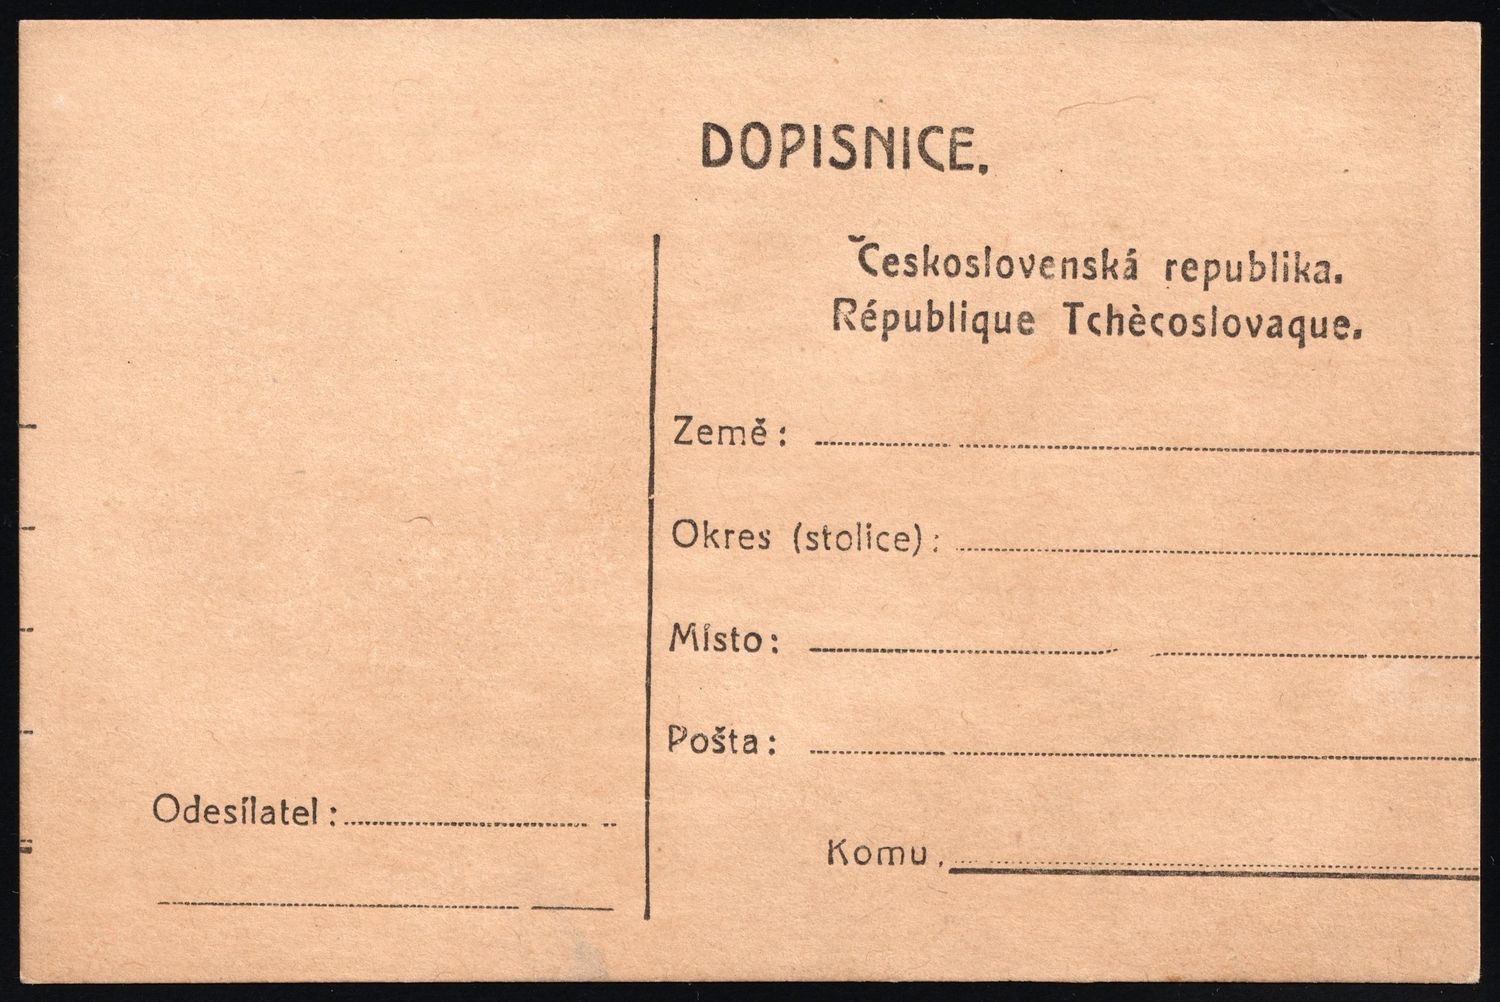 DOPISNICE.
Československá republika.
République Tchècoslovaque.
Země:
Okres (stolice):
Místo:
Pošta:
Komu.
Odesílatel: